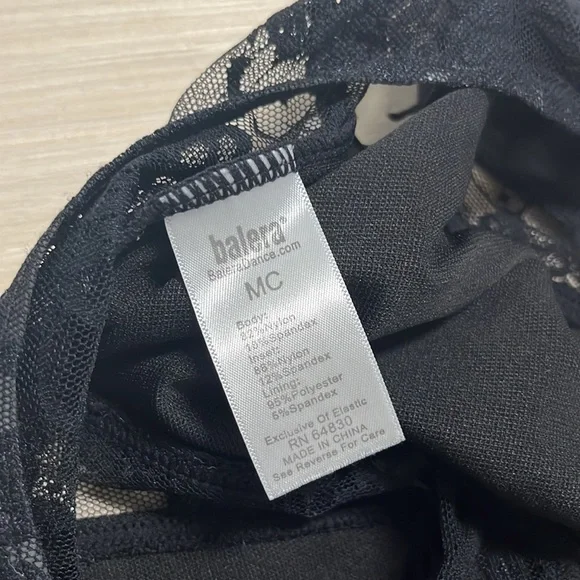 balera®
BaleraDance.com
MC
Body:
82%Nylon
18%Spandex
Inset:
88%Nylon
12%Spandex
Lining:
95%Polyester
5%Spandex
Exclusive Of Elastic
RN 64830
MADE IN CHINA
See Reverse For Care